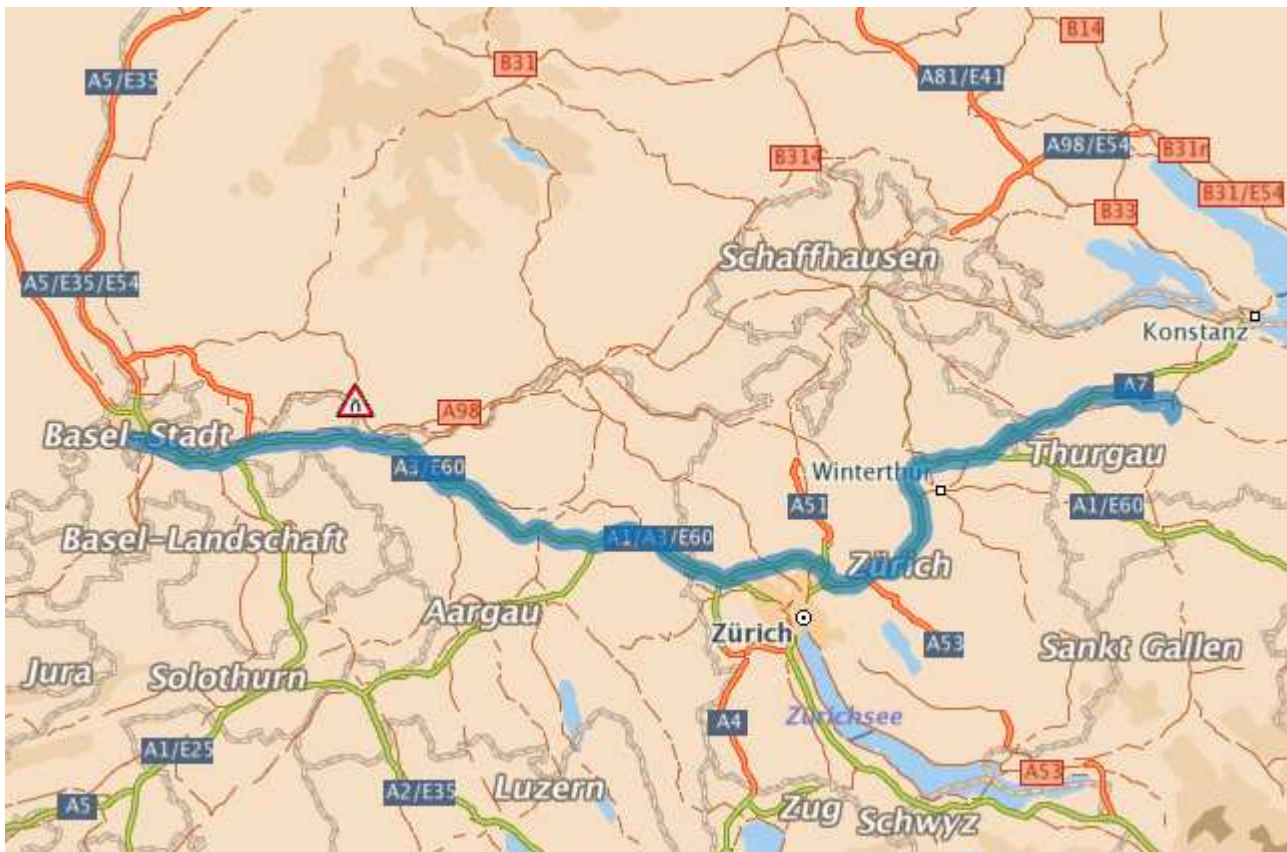 B14
B31
A5/E35
A81/E41
A98/E54
B31n
B314
B31/E54
B33
Schaffhausen
A5/E35/E54
Konstanz
A7
A98
Basel-Stadt
Thurgau
A3/E60
Winterthur
A51
A1/E60
Basel-Landschaft
A1/A3/E60
Zürich
Aargau
Zürich
A53
Sankt Gallen
Jura
Solothurn
Zürichsee
A4
A1/E25
A53
Luzern
A5
A2/E35
Zug
Schwyz